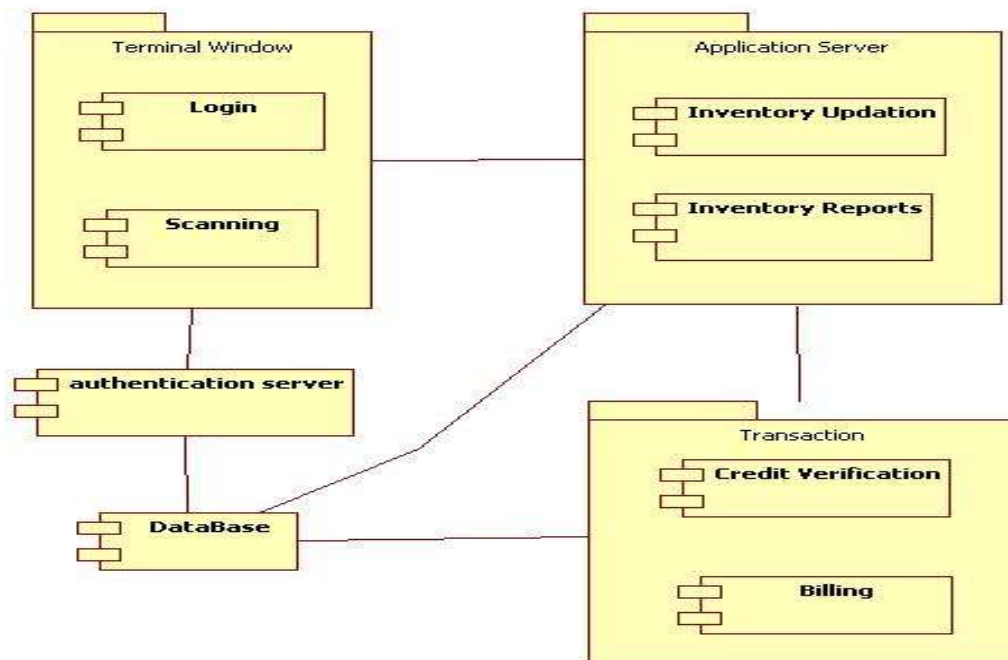 Terminal Window
Login
Scanning
Application Server
Inventory Updation
Inventory Reports
authentication server
DataBase
Transaction
Credit Verification
Billing